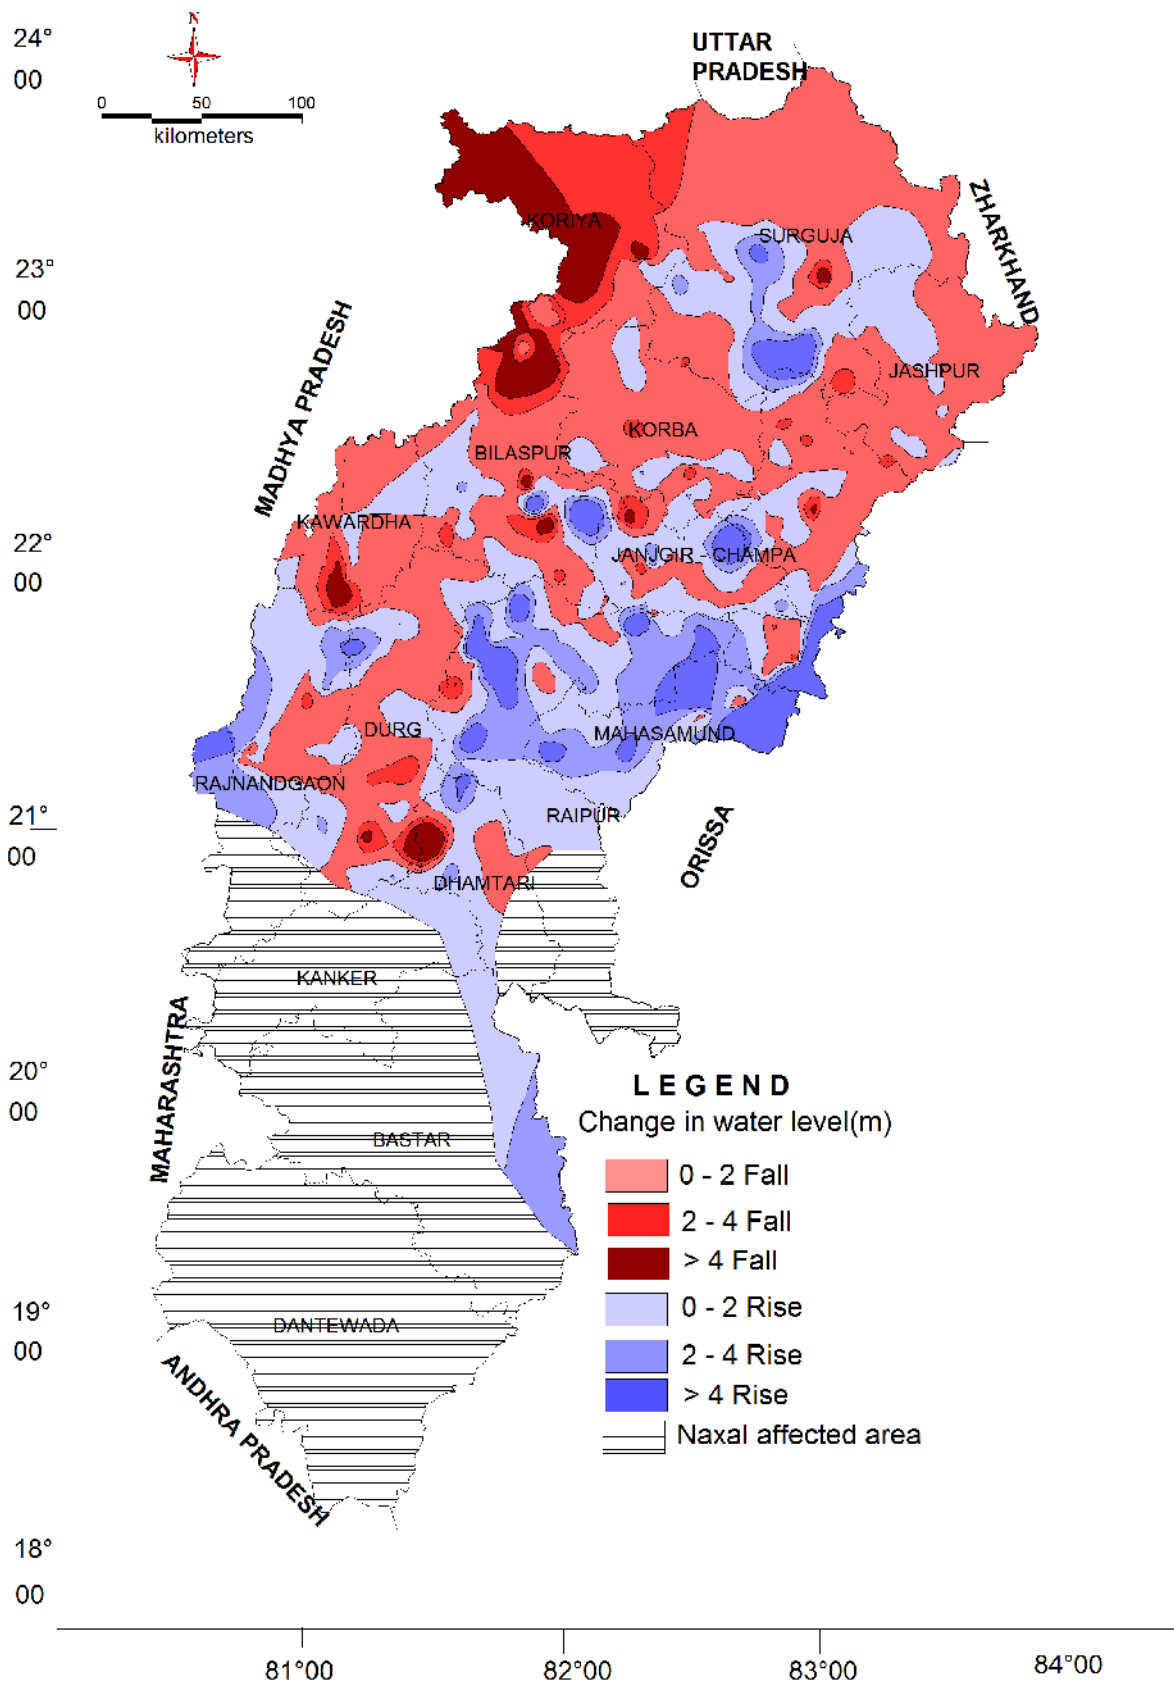 N
24°
00
0 50 100
kilometers
UTTAR
PRADESH
ZHARKHAND
KORIYA
SURGUJA
23°
00
MADHYA PRADESH
JASHPUR
KORBA
BILASPUR
KAWARDHA
22°
00
JANJGIR - CHAMPA
DURG
MAHASAMUND
RAJNANDGAON
RAIPUR
21°
00
ORISSA
DHAMTARI
KANKER
MAHARASHTRA
20°
00
BASTAR
LEGEND
Change in water level(m)
0 - 2 Fall
2 - 4 Fall
> 4 Fall
0 - 2 Rise
2 - 4 Rise
> 4 Rise
Naxal affected area
19°
00
DANTEWADA
ANDHRA PRADESH
18°
00
81°00 82°00 83°00 84°00